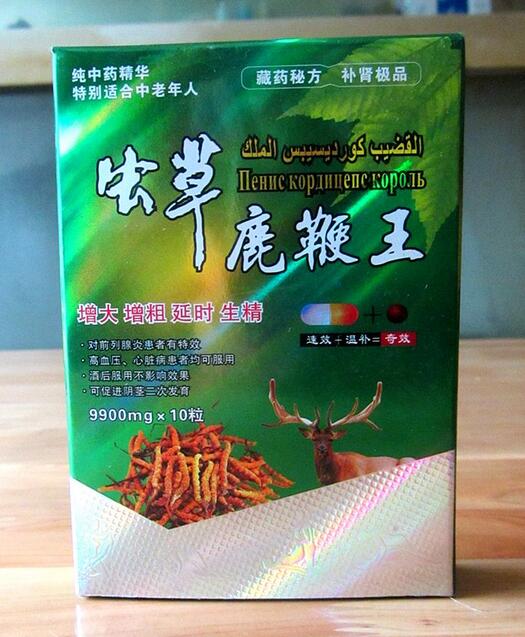 纯中药精华
特别适合中老年人
藏药秘方 补肾极品
القضيب كورديسيبس الملك
Пенис кордицепс король
虫草
鹿鞭王
增大 增粗 延时 生精
·对前列腺炎患者有特效
·高血压、心脏病患者均可服用
·酒后服用不影响效果
·可促进阴茎二次发育
9900mg×10粒
+
速效+温补=奇效